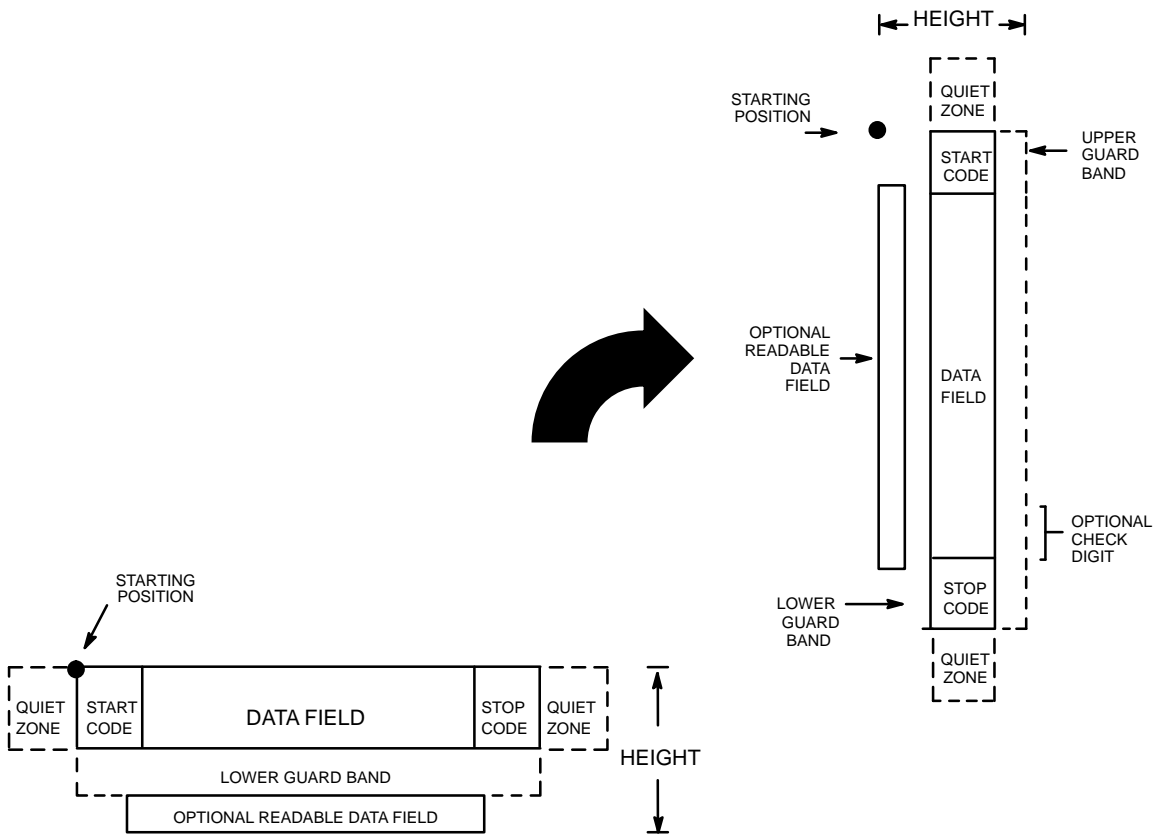 HEIGHT
QUIET
ZONE
STARTING
POSITION
START
CODE
UPPER
GUARD
BAND
OPTIONAL
READABLE
DATA
FIELD
DATA
FIELD
OPTIONAL
CHECK
DIGIT
STOP
CODE
LOWER
GUARD
BAND
QUIET
ZONE
STARTING
POSITION
QUIET
ZONE
START
CODE
DATA FIELD
STOP
CODE
QUIET
ZONE
HEIGHT
LOWER GUARD BAND
OPTIONAL READABLE DATA FIELD